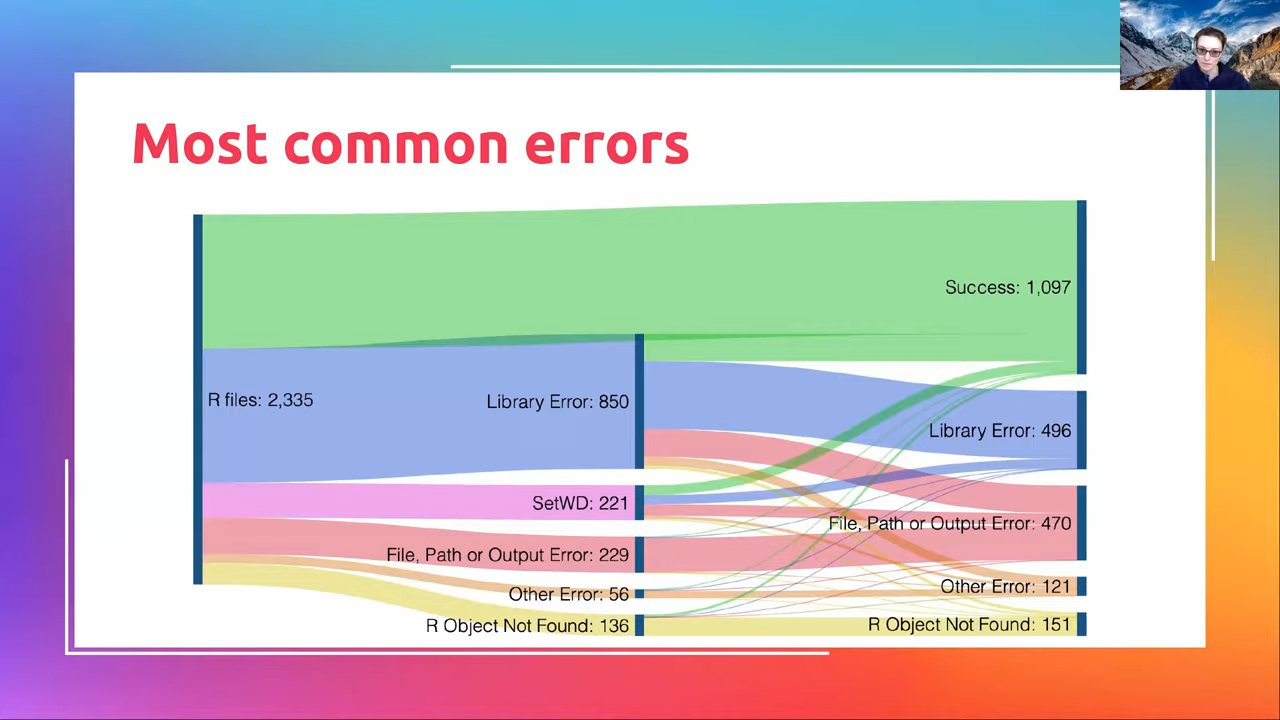 Most common errors
Success: 1,097
R files: 2,335
Library Error: 850
Library Error: 496
SetWD: 221
File, Path or Output Error: 470
File, Path or Output Error: 229
Other Error: 121
Other Error: 56
R Object Not Found: 151
R Object Not Found: 136